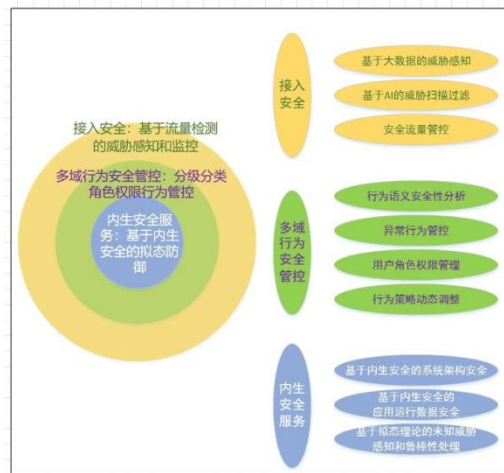 接入安全：基于流量检测
的威胁感知和监控
多域行为安全管控：分级分类
角色权限行为管控
内生安全服
务：基于内生
安全的拟态防
御
接入
安全
基于大数据的威胁感知
基于AI的威胁扫描过滤
安全流量管控
多域
行为
安全
管控
行为语义安全性分析
异常行为管控
用户角色权限管理
行为策略动态调整
内生
安全
服务
基于内生安全的系统架构安全
基于内生安全的
应用运行数据安全
基于拟态理论的未知威胁
感知和鲁棒性处理